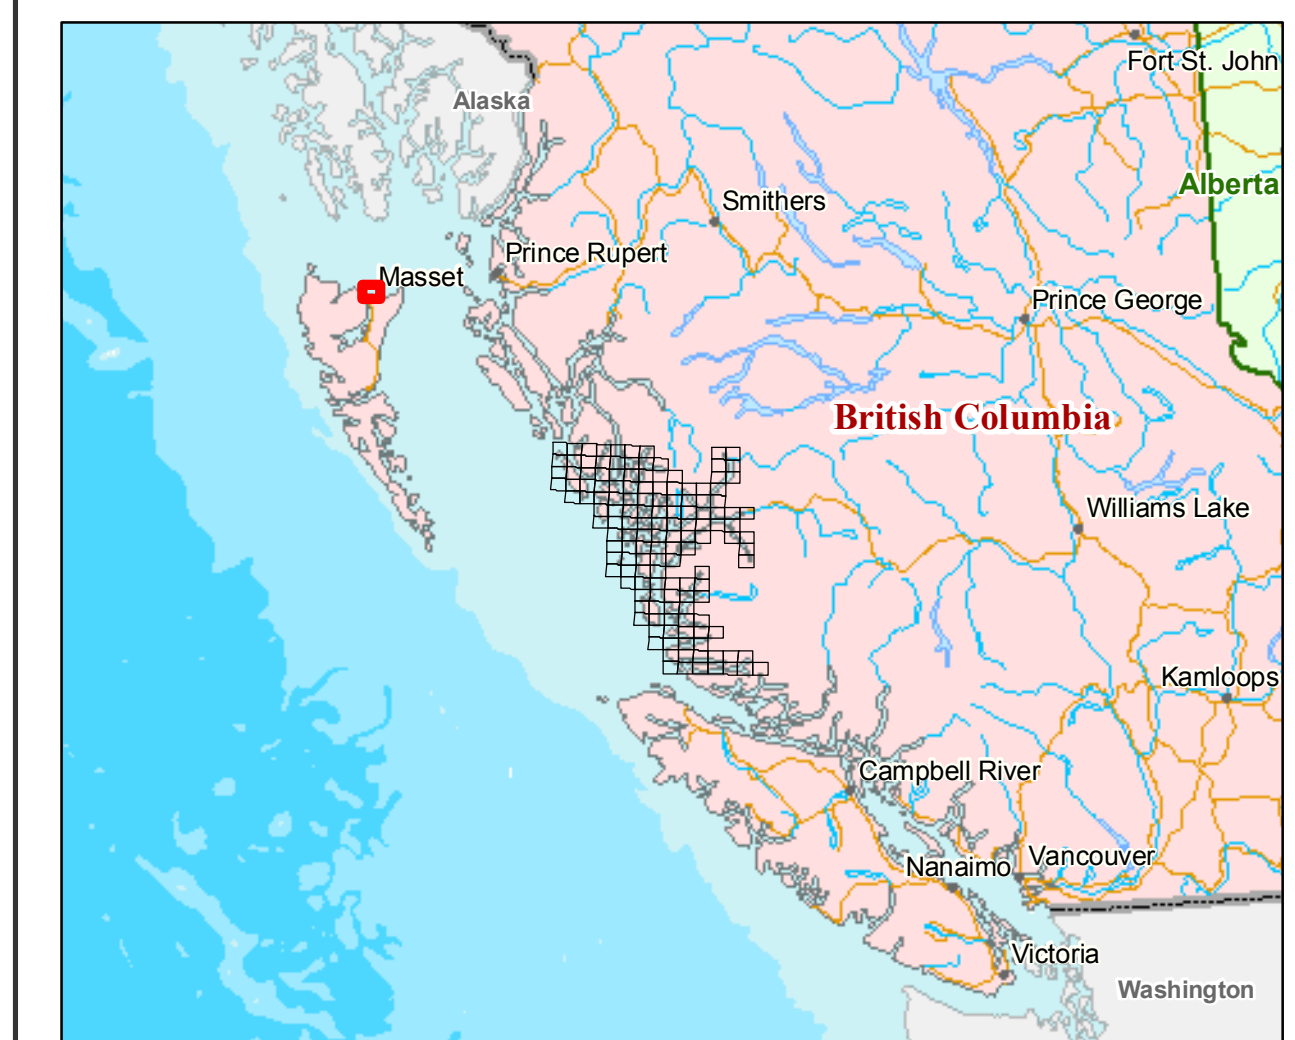 Fort St. John
Alaska
Alberta
Smithers
Prince Rupert
Masset
Prince George
British Columbia
Williams Lake
Kamloops
Campbell River
Vancouver
Nanaimo
Victoria
Washington